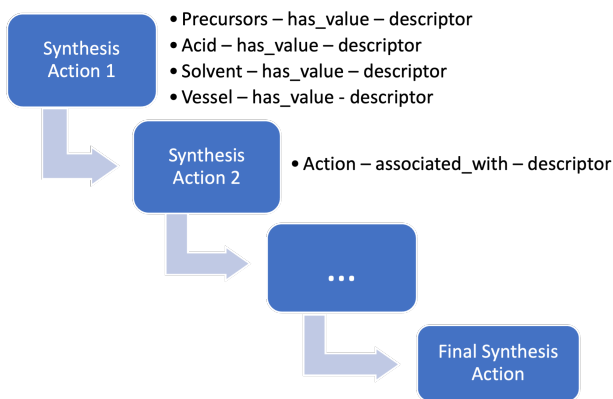 Synthesis
Action 1
• Precursors – has_value – descriptor
• Acid – has_value – descriptor
• Solvent – has_value – descriptor
• Vessel – has_value - descriptor
Synthesis
Action 2
• Action – associated_with – descriptor
...
Final Synthesis
Action